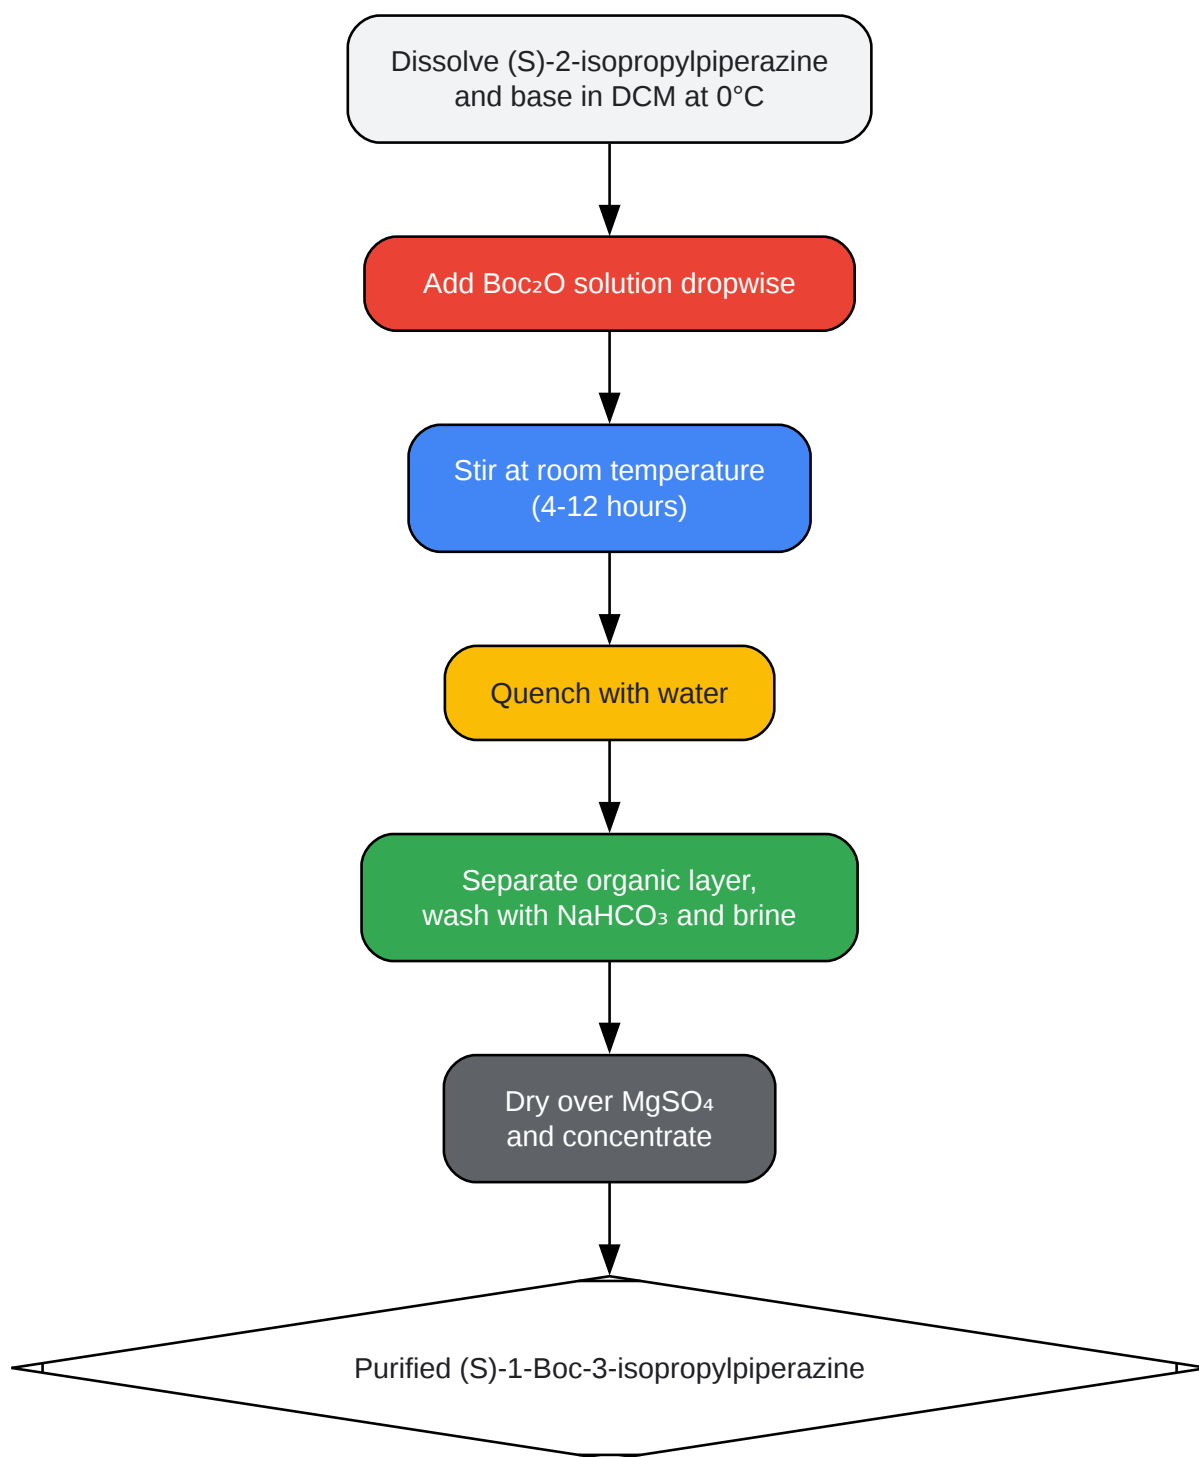 Dissolve (S)-2-isopropylpiperazine
and base in DCM at 0°C
Add Boc₂O solution dropwise
Stir at room temperature
(4-12 hours)
Quench with water
Separate organic layer,
wash with NaHCO₃ and brine
Dry over MgSO₄
and concentrate
Purified (S)-1-Boc-3-isopropylpiperazine